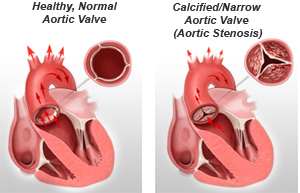 Healthy, Normal
Aortic Valve
Calcified/Narrow
Aortic Valve
(Aortic Stenosis)